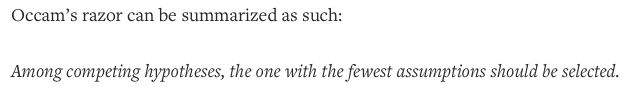 Occam’s razor can be summarized as such:
Among competing hypotheses, the one with the fewest assumptions should be selected.